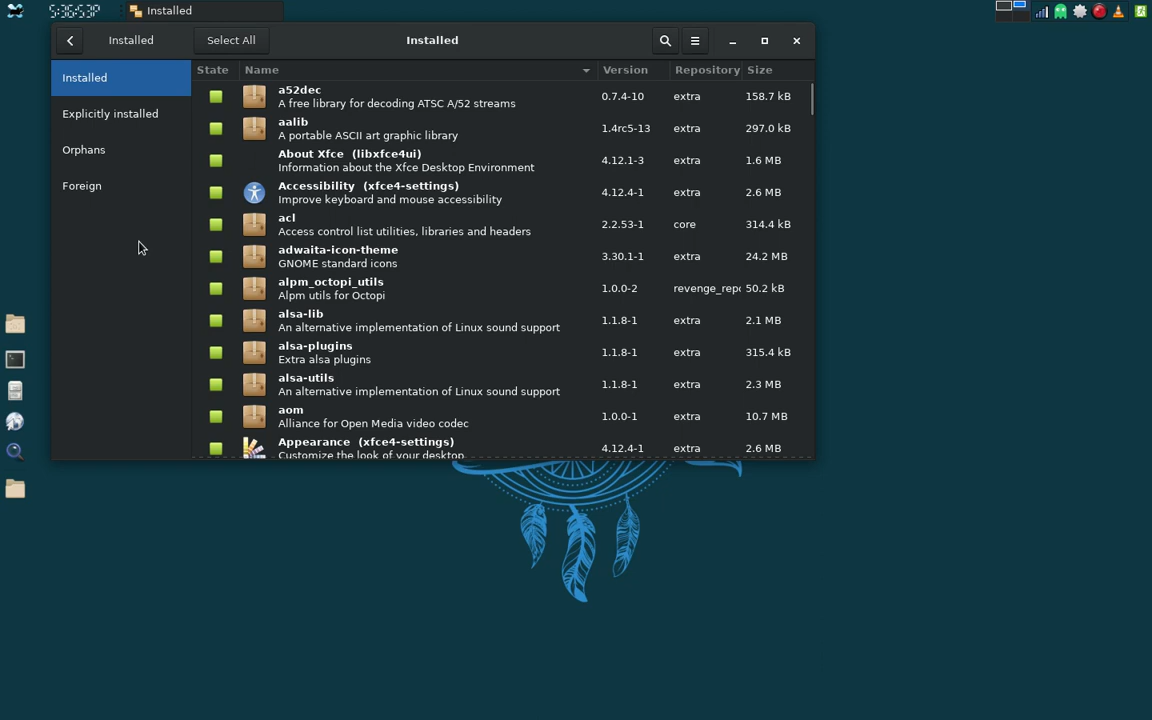 5:36:53P Installed
Installed Select All Installed
Installed
Explicitly installed
Orphans
Foreign
State Name Version Repository Size
a52dec
A free library for decoding ATSC A/52 streams
0.7.4-10 extra 158.7 kB
aalib
A portable ASCII art graphic library
1.4rc5-13 extra 297.0 kB
About Xfce (libxfce4ui)
Information about the Xfce Desktop Environment
4.12.1-3 extra 1.6 MB
Accessibility (xfce4-settings)
Improve keyboard and mouse accessibility
4.12.4-1 extra 2.6 MB
acl
Access control list utilities, libraries and headers
2.2.53-1 core 314.4 kB
adwaita-icon-theme
GNOME standard icons
3.30.1-1 extra 24.2 MB
alpm_octopi_utils
Alpm utils for Octopi
1.0.0-2 revenge_repo 50.2 kB
alsa-lib
An alternative implementation of Linux sound support
1.1.8-1 extra 2.1 MB
alsa-plugins
Extra alsa plugins
1.1.8-1 extra 315.4 kB
alsa-utils
An alternative implementation of Linux sound support
1.1.8-1 extra 2.3 MB
aom
Alliance for Open Media video codec
1.0.0-1 extra 10.7 MB
Appearance (xfce4-settings)
Customize the look of your desktop
4.12.4-1 extra 2.6 MB